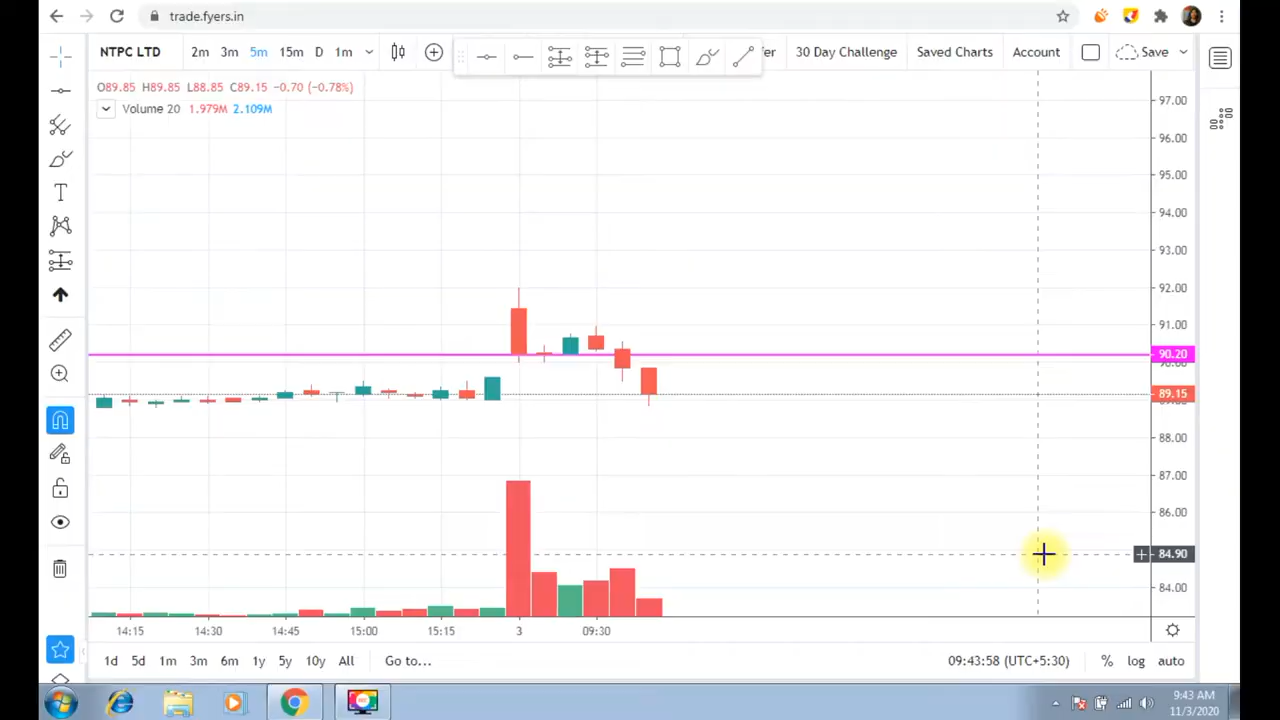 trade.fyers.in
NTPC LTD 2m 3m 5m 15m D 1m er 30 Day Challenge Saved Charts Account Save
O89.85 H89.85 L88.85 C89.15 -0.70 (-0.78%)
Volume 20 1.979M 2.109M
97.00
96.00
95.00
94.00
93.00
92.00
91.00
90.20
89.15
88.00
87.00
86.00
84.90
84.00
14:15 14:30 14:45 15:00 15:15 3 09:30
1d 5d 1m 3m 6m 1y 5y 10y All Go to... 09:43:58 (UTC+5:30) % log auto
9:43 AM
11/3/2020